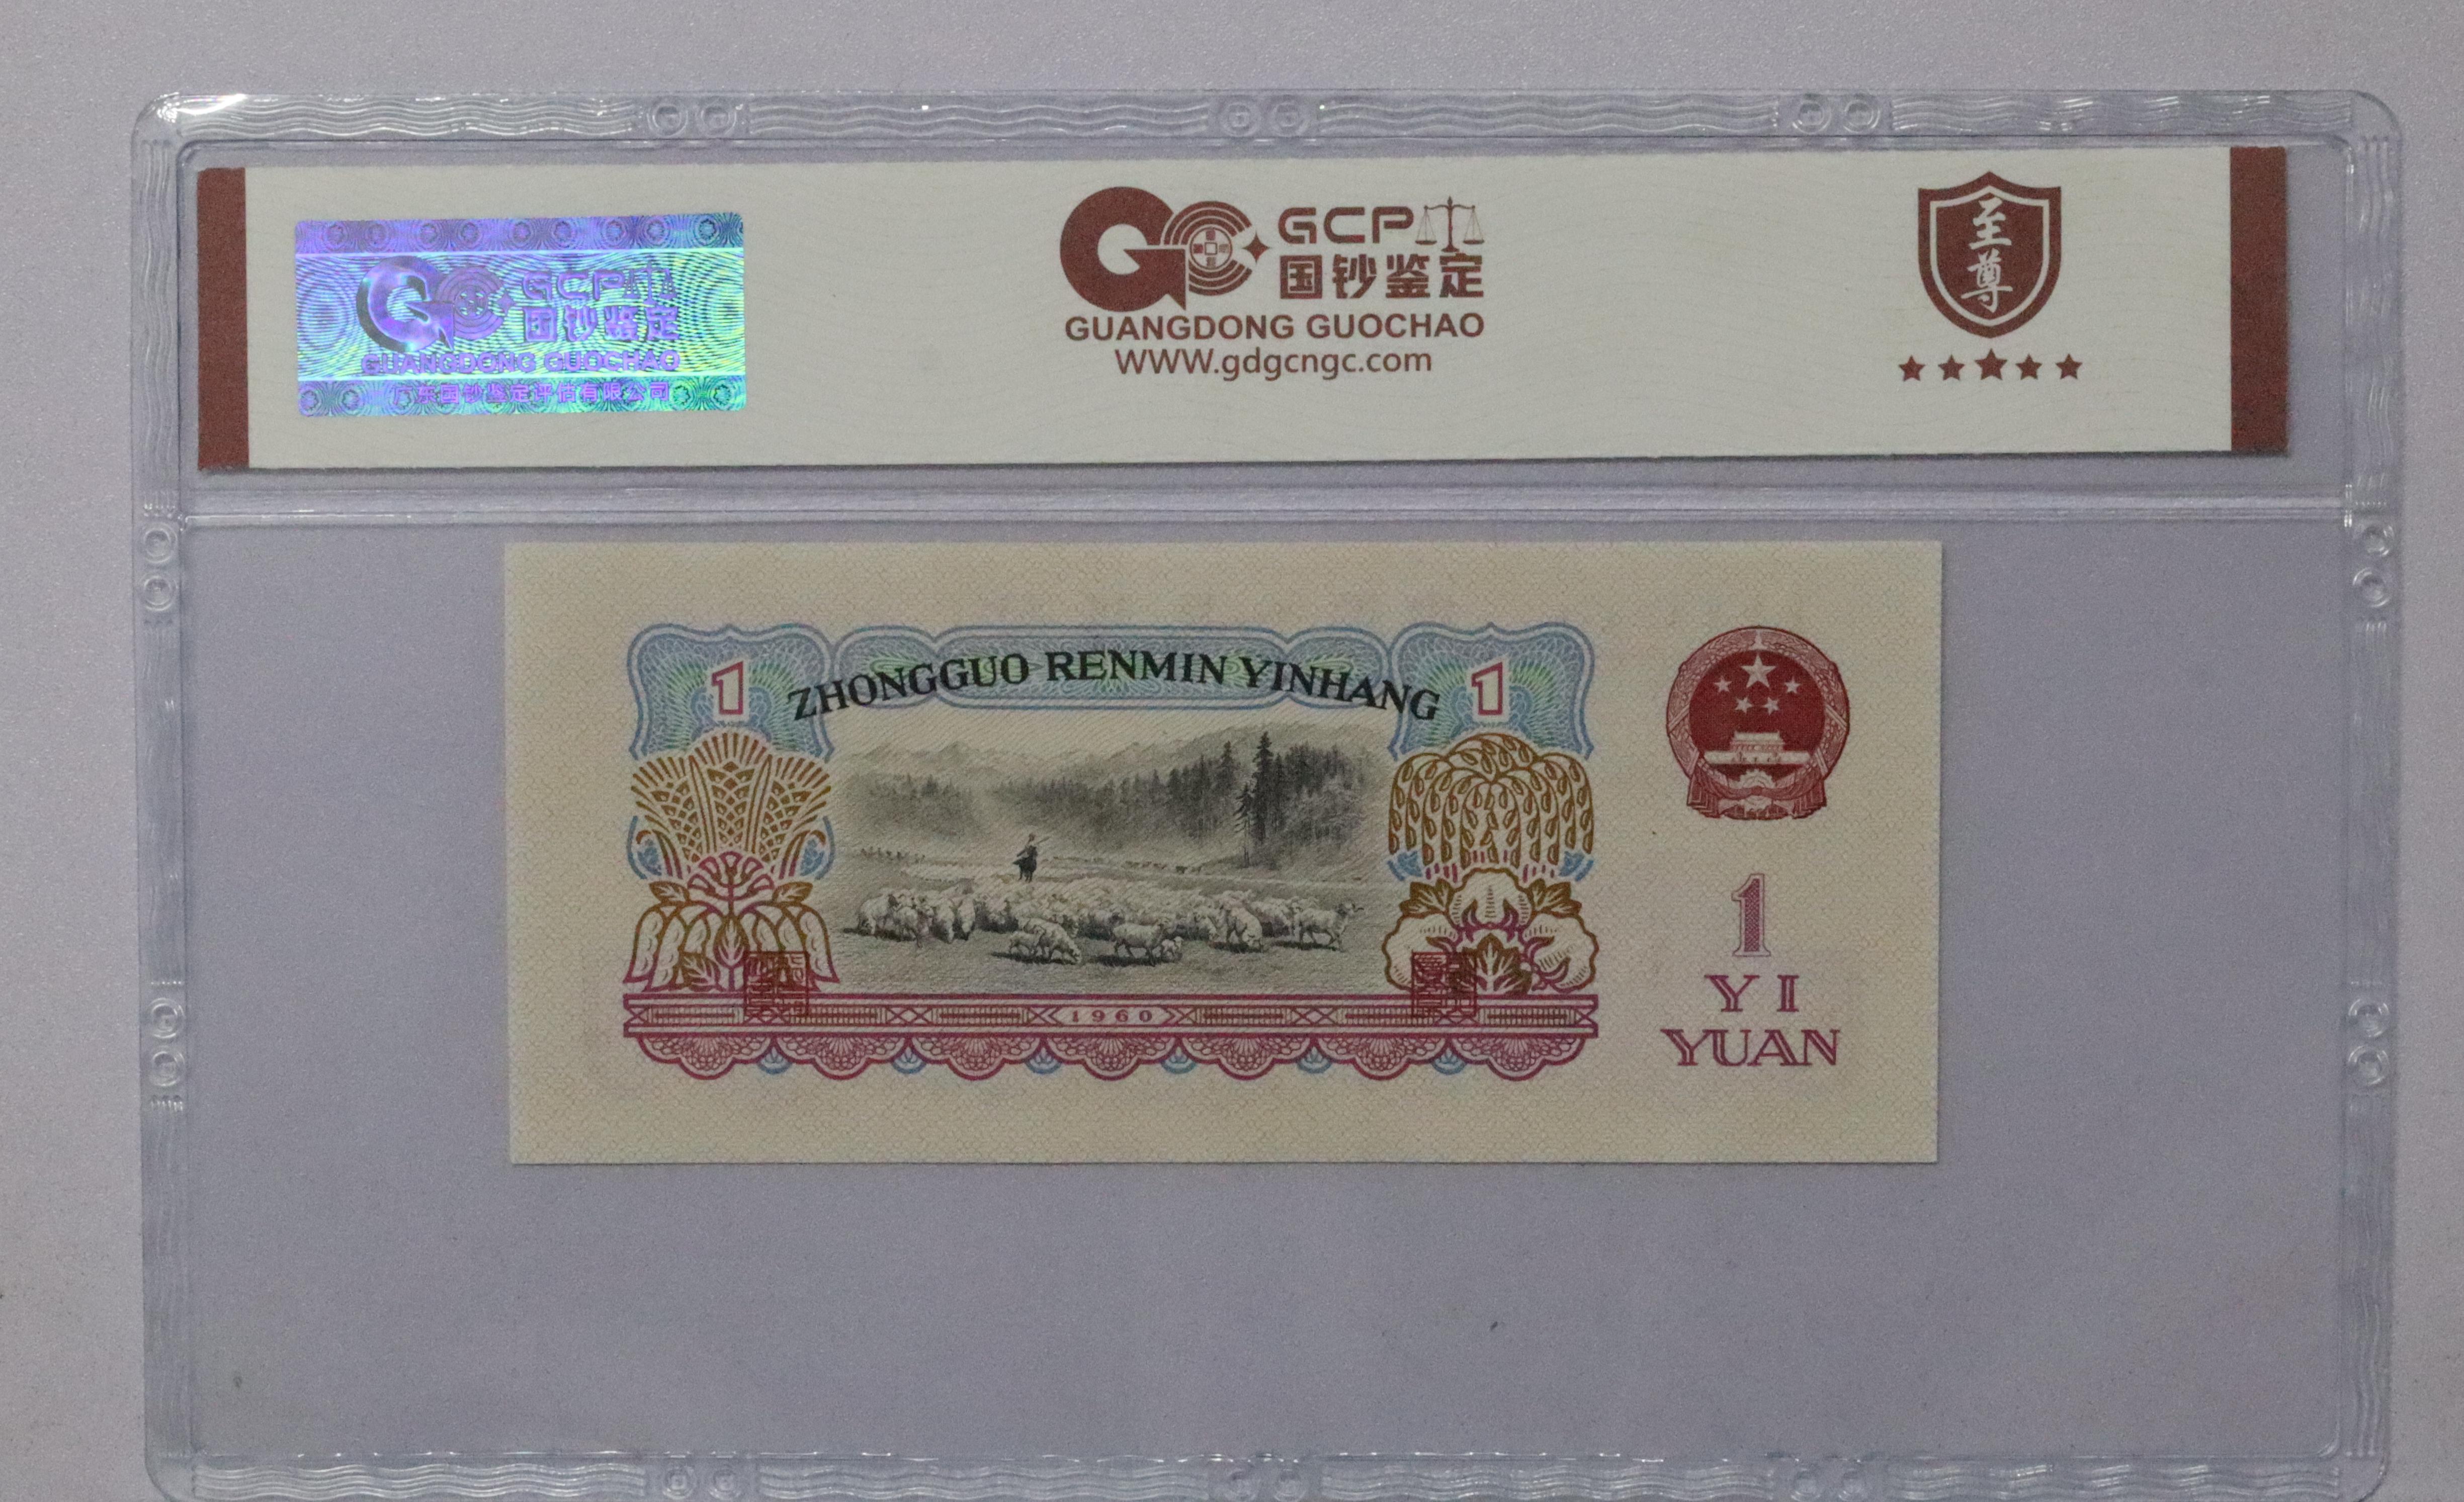 GCP
国钞鉴定
GUANGDONG GUOCHAO
广东国钞鉴定评估有限公司
GCP
国钞鉴定
GUANGDONG GUOCHAO
WWW.gdgcngc.com
至尊
1
ZHONGGUO RENMIN YINHANG
1
1960
1
YI
YUAN